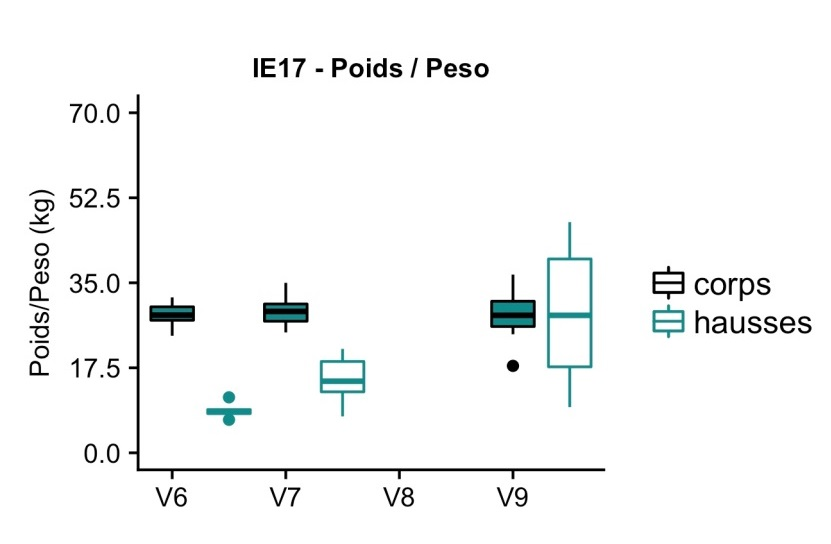 IE17 - Poids / Peso
Poids/Peso (kg)
70.0
52.5
35.0
17.5
0.0
V6 V7 V8 V9
corps
hausses